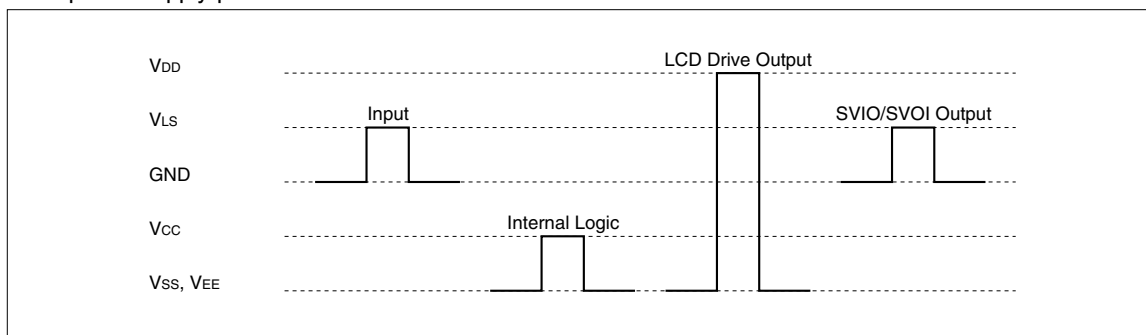 VDD
LCD Drive Output
VLS
Input
SVIO/SVOI Output
GND
VCC
Internal Logic
VSS, VEE